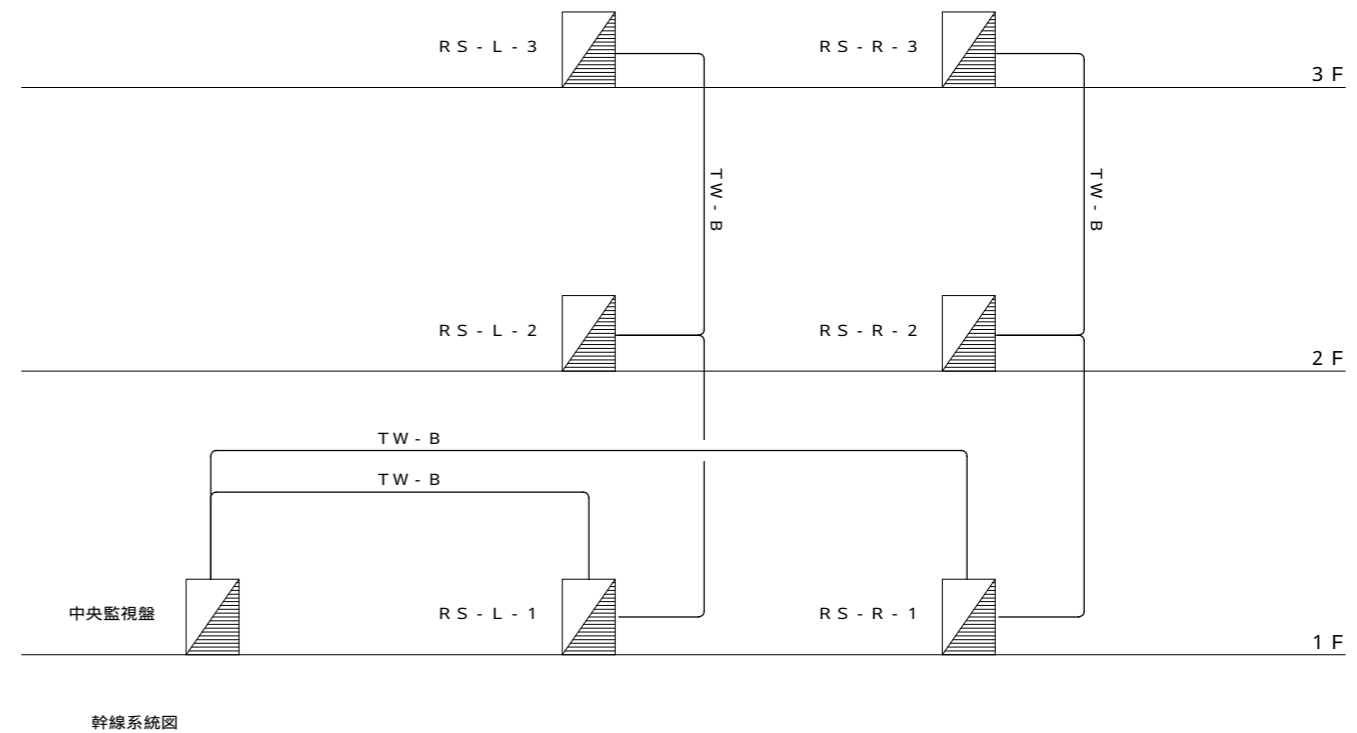 RS-L-3
RS-R-3
3F
TW-B
TW-B
RS-L-2
RS-R-2
2F
TW-B
TW-B
中央監視盤
RS-L-1
RS-R-1
1F
幹線系統図